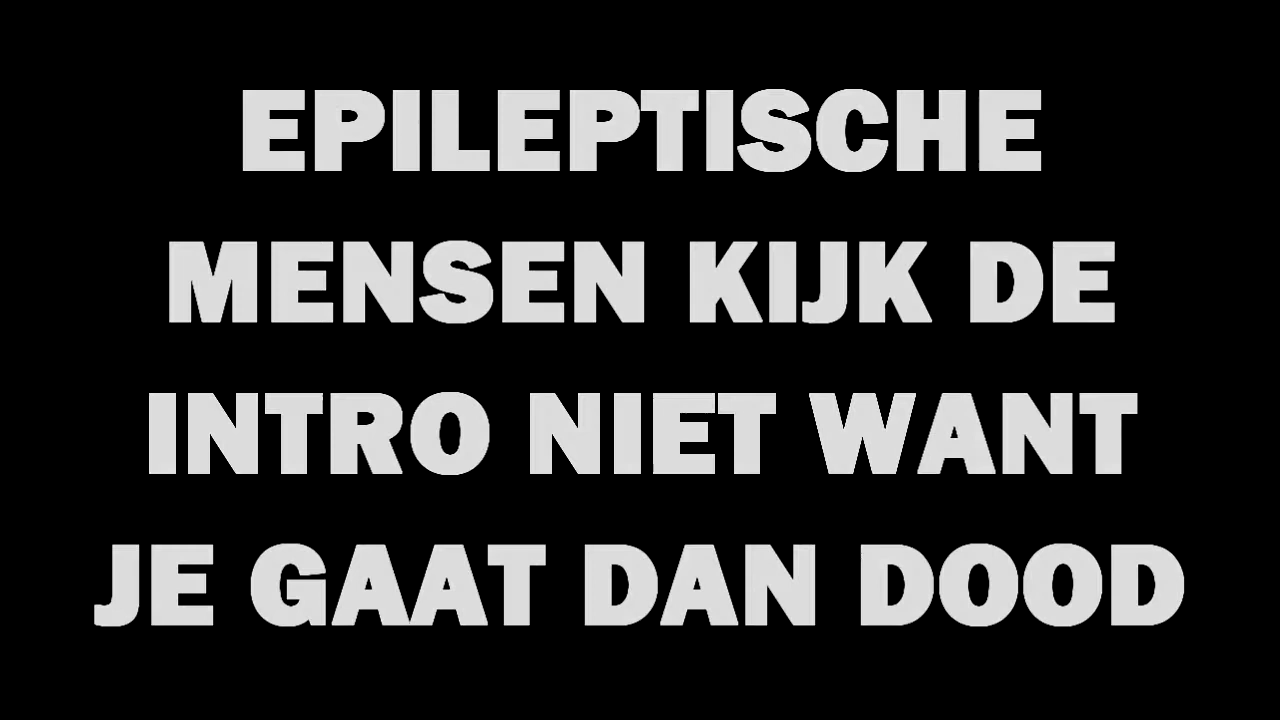 EPILEPTISCHE
MENSEN KIJK DE
INTRO NIET WANT
JE GAAT DAN DOOD